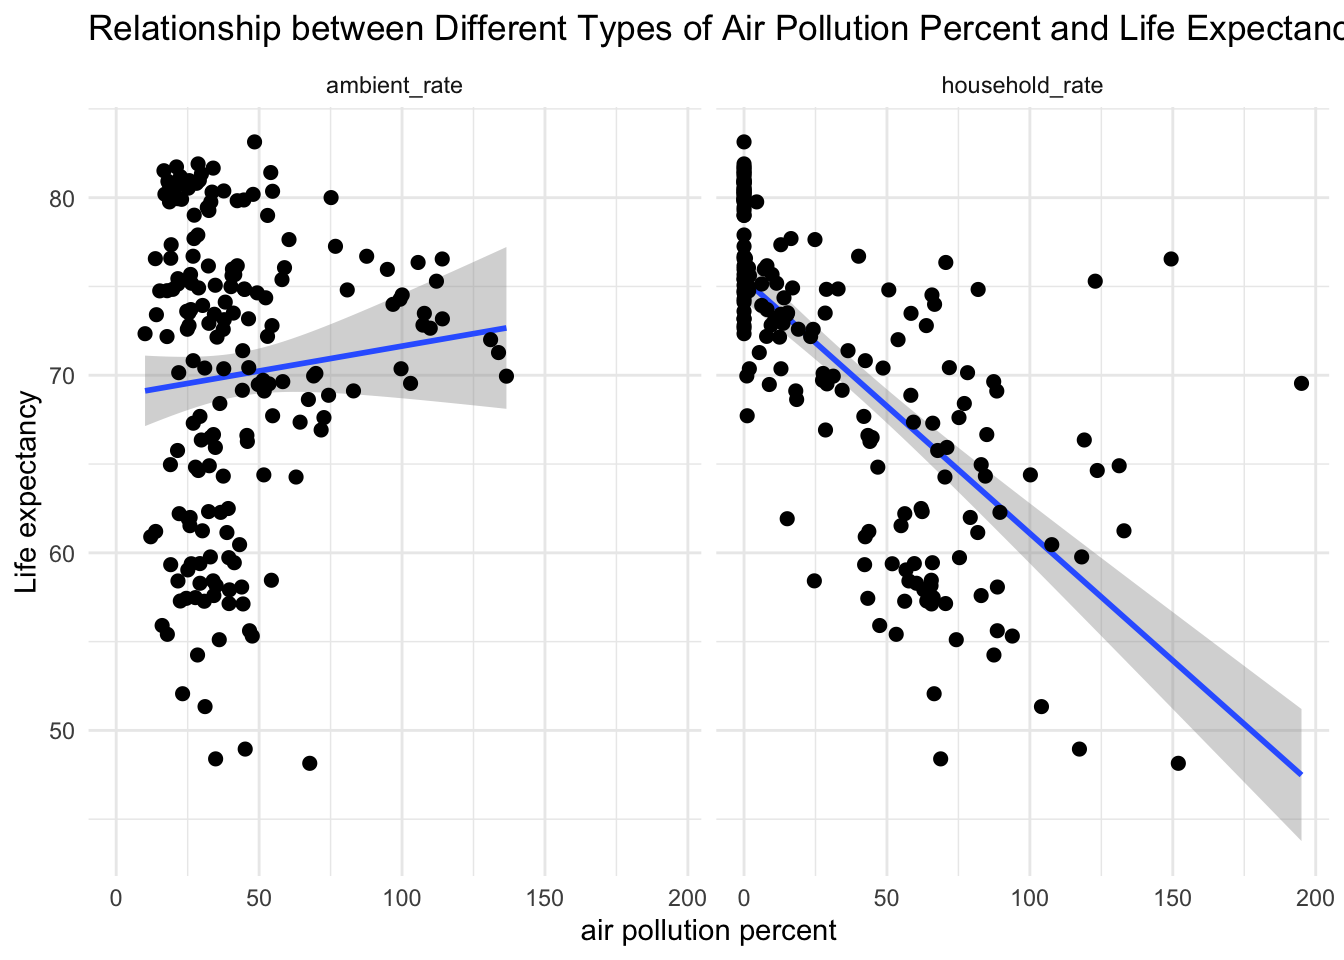 Relationship between Different Types of Air Pollution Percent and Life Expectanc
ambient_rate household_rate
80
70
60
50
Life expectancy
0 50 100 150 200 0 50 100 150 200
air pollution percent